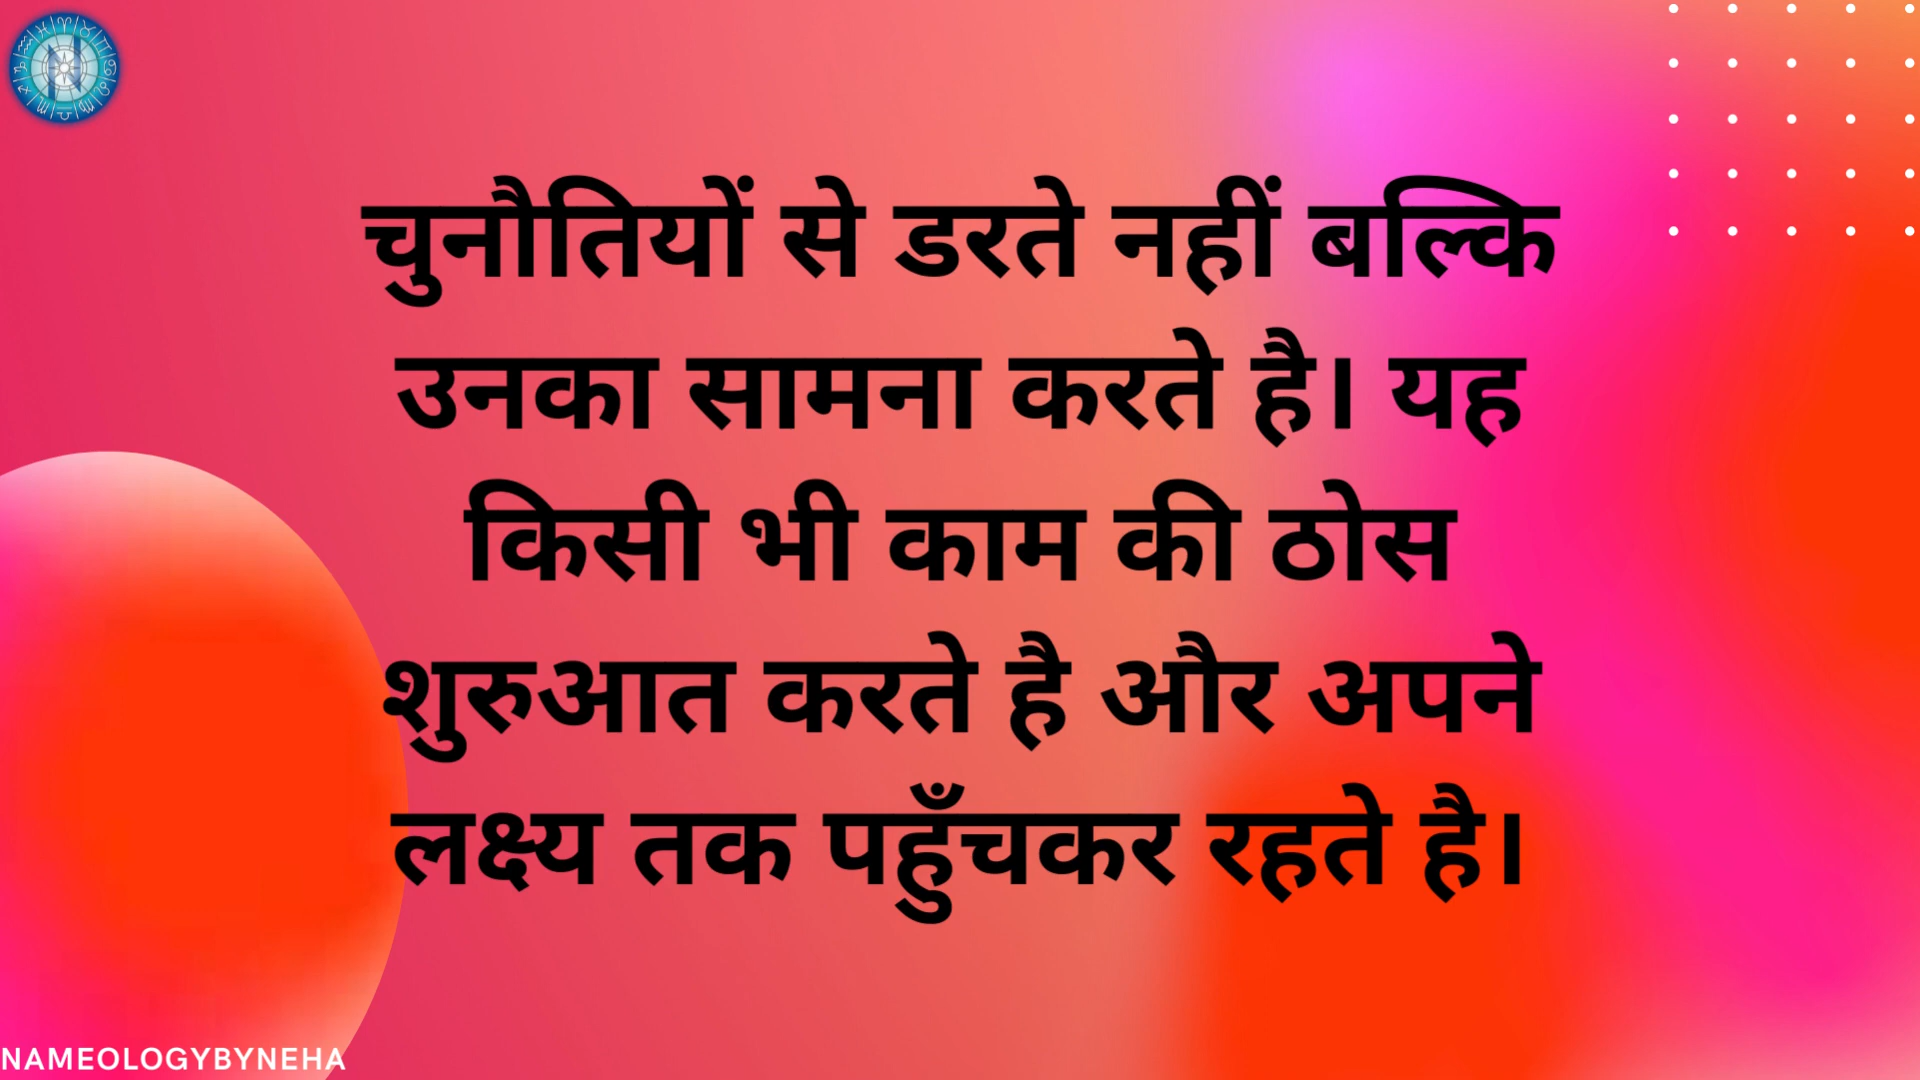 चुनौतियों से डरते नहीं बल्कि
उनका सामना करते है। यह
किसी भी काम की ठोस
शुरुआत करते है और अपने
लक्ष्य तक पहुँचकर रहते है।
NAMEOLOGYBYNEHA